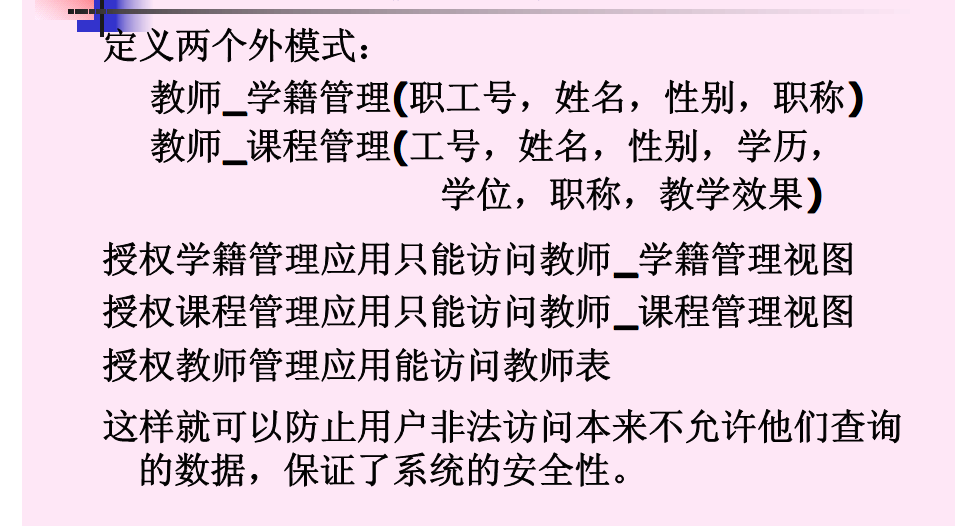 定义两个外模式：
教师_学籍管理(职工号，姓名，性别，职称)
教师_课程管理(工号，姓名，性别，学历，
学位，职称，教学效果)
授权学籍管理应用只能访问教师_学籍管理视图
授权课程管理应用只能访问教师_课程管理视图
授权教师管理应用能访问教师表
这样就可以防止用户非法访问本来不允许他们查询
的数据，保证了系统的安全性。